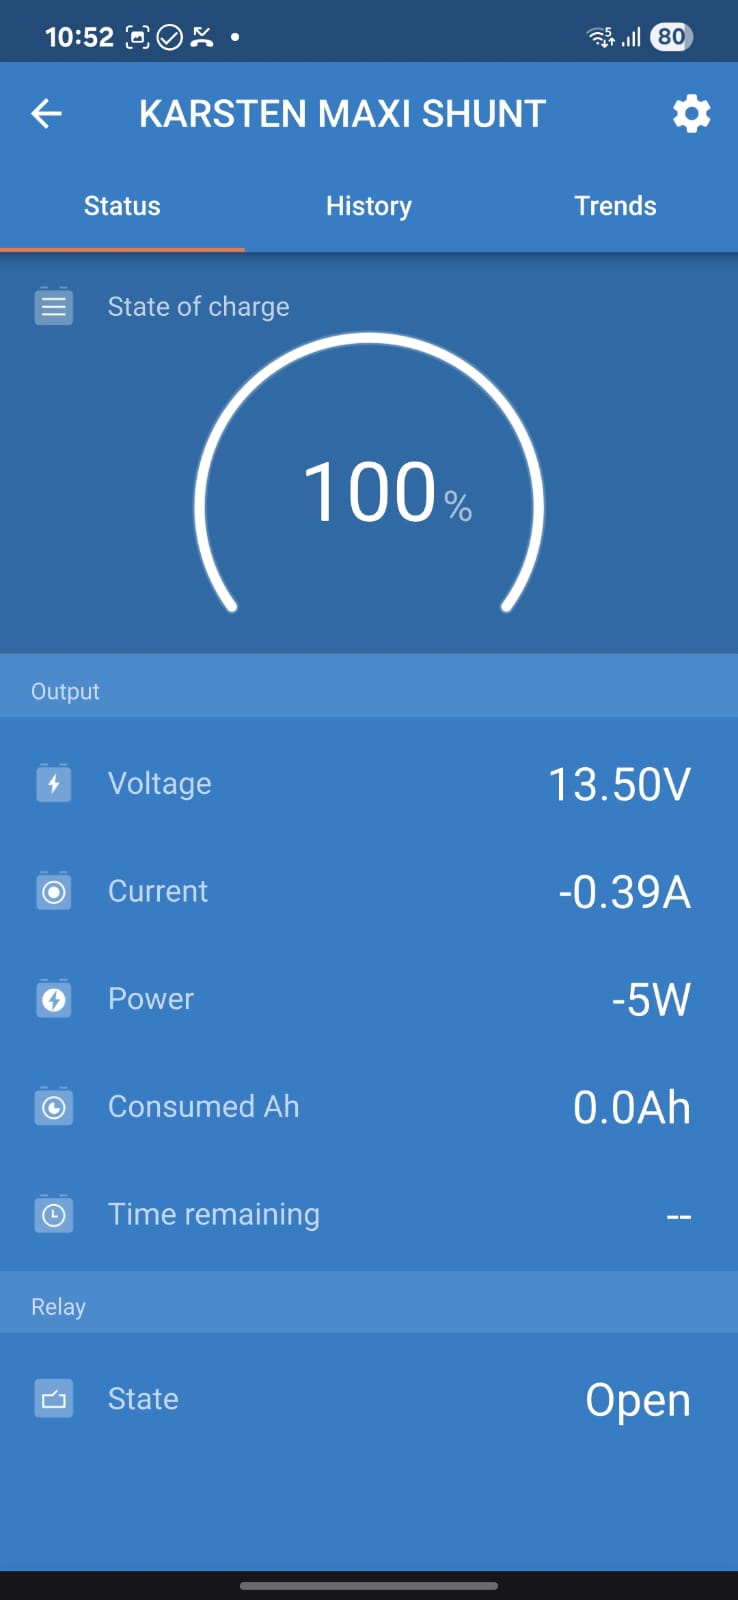 10:52
5
80
KARSTEN MAXI SHUNT
Status History Trends
State of charge
100%
Output
Voltage 13.50V
Current -0.39A
Power -5W
Consumed Ah 0.0Ah
Time remaining --
Relay
State Open